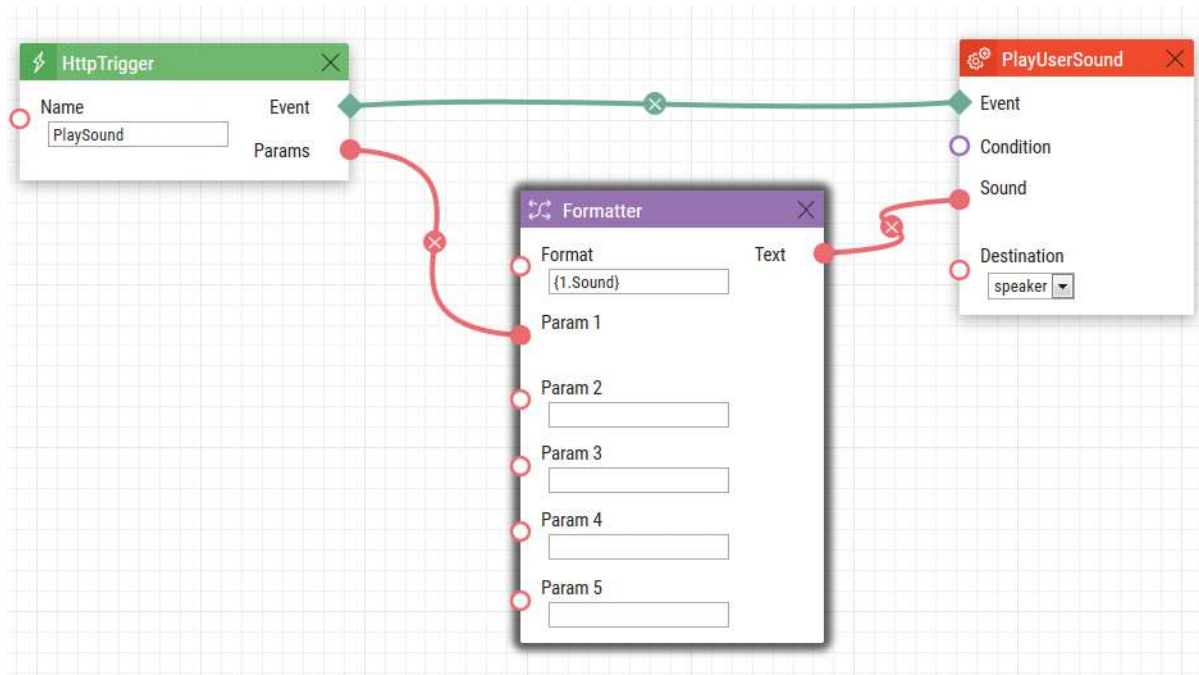 HttpTrigger
Name
Event
PlaySound
Params
Formatter
Format
Text
{1.Sound}
Param 1
Param 2
Param 3
Param 4
Param 5
PlayUserSound
Event
Condition
Sound
Destination
speaker